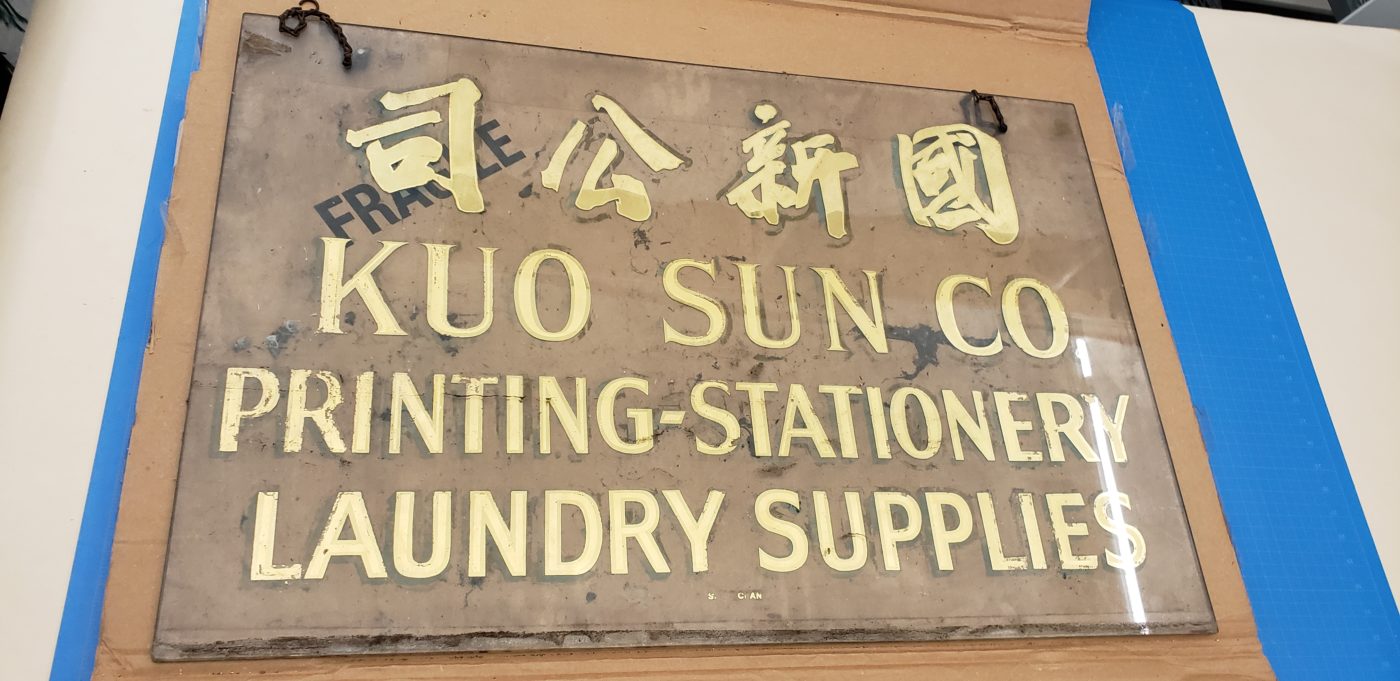 國新公司
FRAGILE
KUO SUN CO
PRINTING-STATIONERY
LAUNDRY SUPPLIES